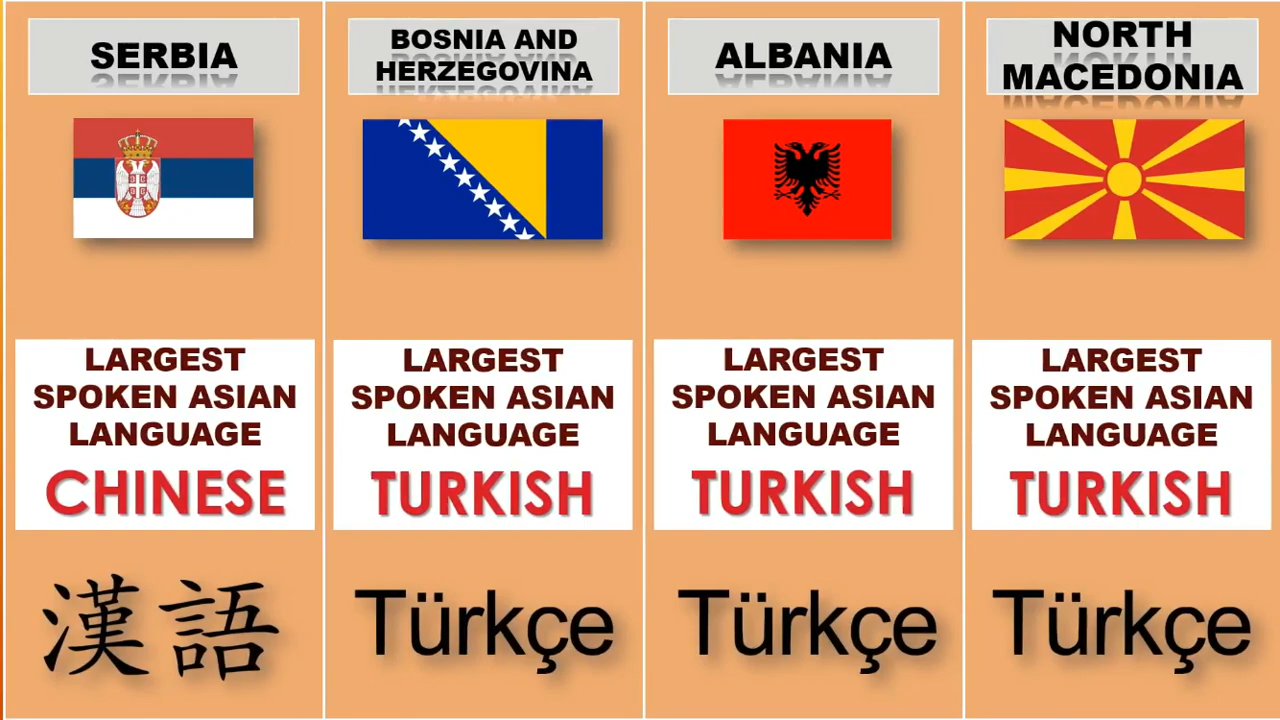 SERBIA
LARGEST
SPOKEN ASIAN
LANGUAGE
CHINESE
漢語
BOSNIA AND
HERZEGOVINA
LARGEST
SPOKEN ASIAN
LANGUAGE
TURKISH
Türkçe
ALBANIA
LARGEST
SPOKEN ASIAN
LANGUAGE
TURKISH
Türkçe
NORTH
MACEDONIA
LARGEST
SPOKEN ASIAN
LANGUAGE
TURKISH
Türkçe